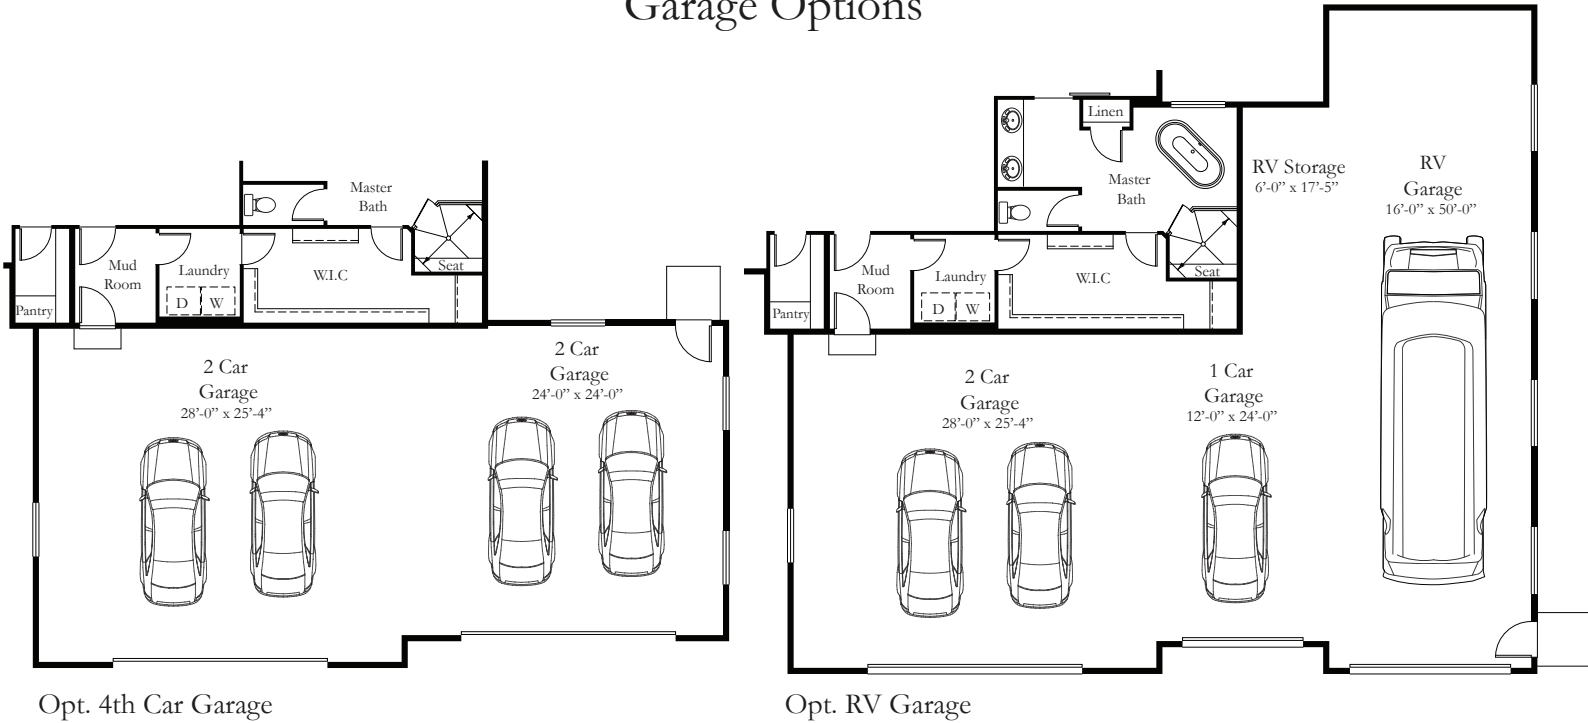 Garage Options
Master
Bath
Mud
Room
Laundry
D
W
W.I.C
Seat
Pantry
2 Car
Garage
28'-0” x 25'-4”
2 Car
Garage
24'-0” x 24'-0”
Opt. 4th Car Garage
Linen
Master
Bath
RV Storage
6'-0” x 17'-5”
RV
Garage
16'-0” x 50'-0”
Mud
Room
Laundry
D
W
W.I.C
Seat
Pantry
2 Car
Garage
28'-0” x 25'-4”
1 Car
Garage
12'-0” x 24'-0”
Opt. RV Garage